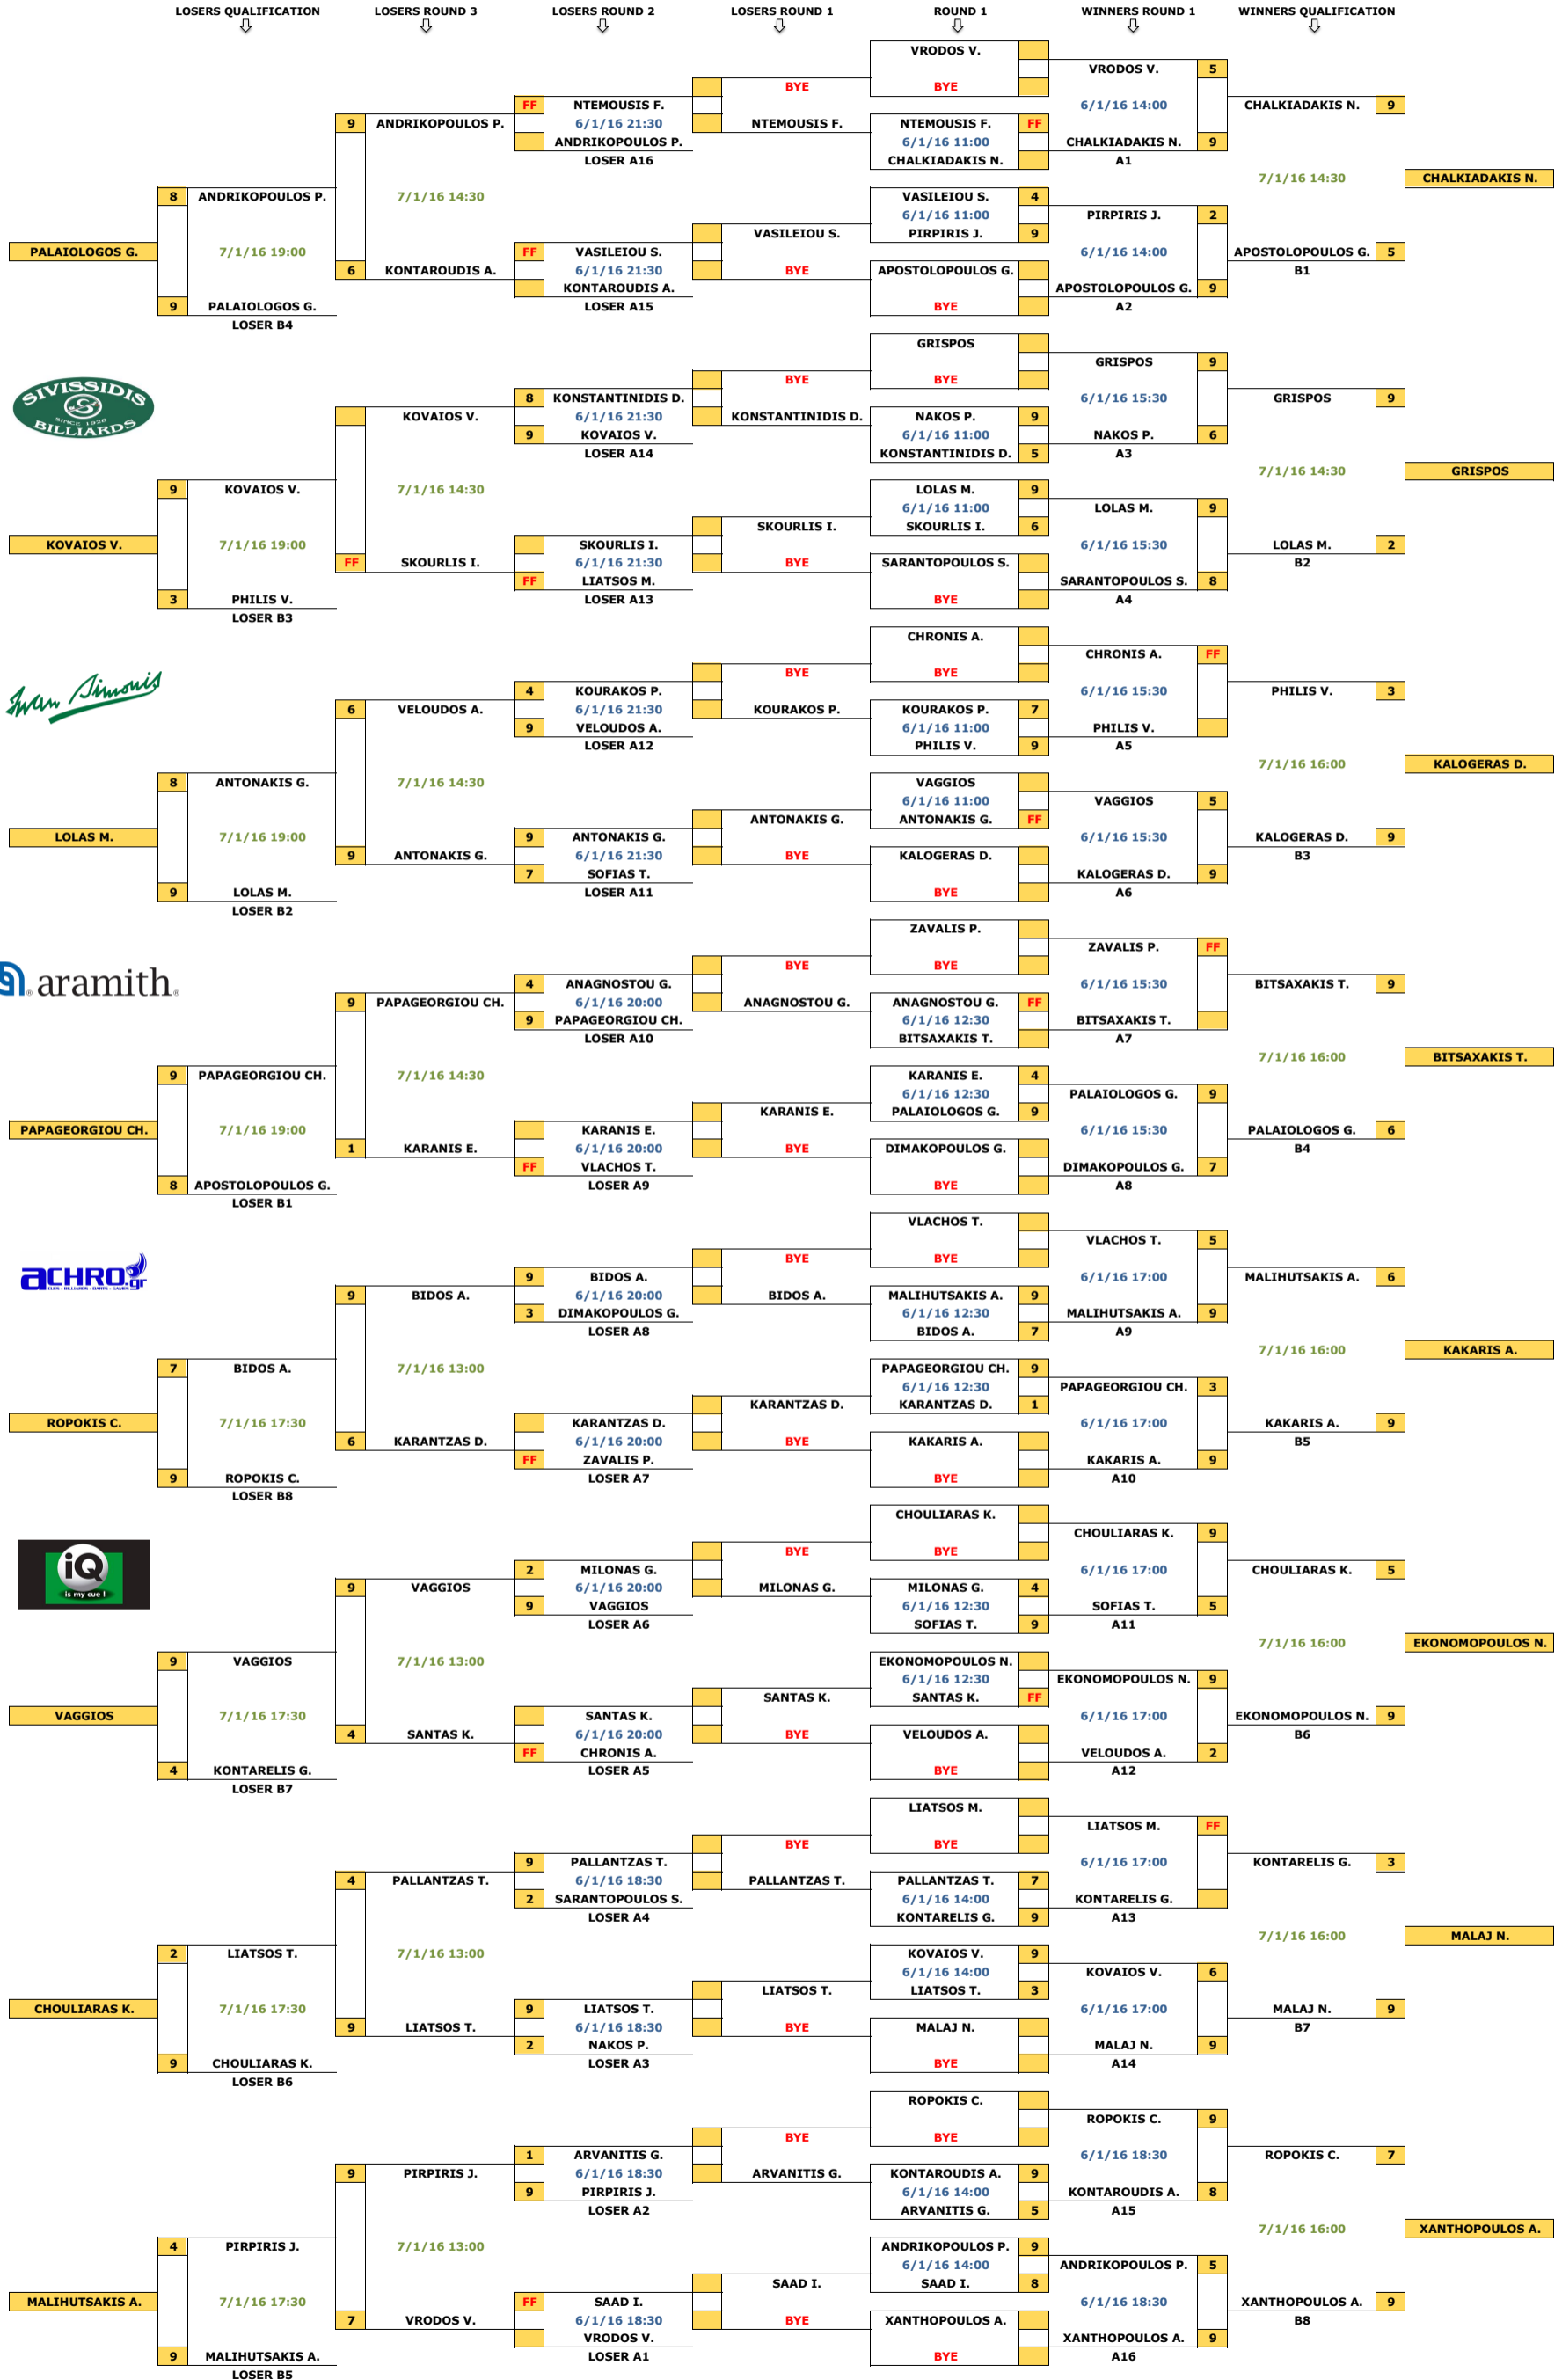 LOSERS QUALIFICATION LOSERS ROUND 3 LOSERS ROUND 2 LOSERS ROUND 1 ROUND 1 WINNERS ROUND 1 WINNERS QUALIFICATION
VRODOS V.
VRODOS V. 5
BYE BYE
FF NTEMOUSIS F. 6/1/16 14:00 CHALKIADAKIS N. 9
9 ANDRIKOPOULOS P. 6/1/16 21:30 NTEMOUSIS F. NTEMOUSIS F. FF
ANDRIKOPOULOS P. 6/1/16 11:00 CHALKIADAKIS N. 9
LOSER A16 CHALKIADAKIS N. A1
7/1/16 14:30 CHALKIADAKIS N.
8 ANDRIKOPOULOS P. 7/1/16 14:30 VASILEIOU S. 4
6/1/16 11:00 PIRPIRIS J. 2
VASILEIOU S. PIRPIRIS J. 9
PALAIOLOGOS G. 7/1/16 19:00 FF VASILEIOU S. 6/1/16 14:00 APOSTOLOPOULOS G. 5
6 KONTAROUDIS A. 6/1/16 21:30 BYE APOSTOLOPOULOS G. B1
KONTAROUDIS A. APOSTOLOPOULOS G. 9
9 PALAIOLOGOS G. LOSER A15 BYE A2
LOSER B4
GRISPOS
GRISPOS 9
BYE BYE
8 KONSTANTINIDIS D. 6/1/16 15:30 GRISPOS 9
SIVISSIDIS
SINCE 1928
BILLIARDS
KOVAIOS V. 6/1/16 21:30 KONSTANTINIDIS D. NAKOS P. 9
9 KOVAIOS V. 6/1/16 11:00 NAKOS P. 6
LOSER A14 KONSTANTINIDIS D. 5 A3
7/1/16 14:30 GRISPOS
9 KOVAIOS V. 7/1/16 14:30 LOLAS M. 9
6/1/16 11:00 LOLAS M. 9
SKOURLIS I. SKOURLIS I. 6
KOVAIOS V. 7/1/16 19:00 SKOURLIS I. 6/1/16 15:30 LOLAS M. 2
FF SKOURLIS I. 6/1/16 21:30 BYE SARANTOPOULOS S. B2
FF LIATSOS M. SARANTOPOULOS S. 8
3 PHILIS V. LOSER A13 BYE A4
LOSER B3
CHRONIS A.
CHRONIS A. FF
BYE BYE
Iwan Simonis
4 KOURAKOS P. 6/1/16 15:30 PHILIS V. 3
6 VELOUDOS A. 6/1/16 21:30 KOURAKOS P. KOURAKOS P. 7
9 VELOUDOS A. 6/1/16 11:00 PHILIS V.
LOSER A12 PHILIS V. 9 A5
7/1/16 16:00 KALOGERAS D.
8 ANTONAKIS G. 7/1/16 14:30 VAGGIOS
6/1/16 11:00 VAGGIOS 5
ANTONAKIS G. ANTONAKIS G. FF
LOLAS M. 7/1/16 19:00 9 ANTONAKIS G. 6/1/16 15:30 KALOGERAS D. 9
9 ANTONAKIS G. 6/1/16 21:30 BYE KALOGERAS D. B3
7 SOFIAS T. KALOGERAS D. 9
9 LOLAS M. LOSER A11 BYE A6
LOSER B2
ZAVALIS P.
ZAVALIS P. FF
BYE BYE
aramith
4 ANAGNOSTOU G. 6/1/16 15:30 BITSAXAKIS T. 9
9 PAPAGEORGIOU CH. 6/1/16 20:00 ANAGNOSTOU G. ANAGNOSTOU G. FF
9 PAPAGEORGIOU CH. 6/1/16 12:30 BITSAXAKIS T.
LOSER A10 BITSAXAKIS T. A7
7/1/16 16:00 BITSAXAKIS T.
9 PAPAGEORGIOU CH. 7/1/16 14:30 KARANIS E. 4
6/1/16 12:30 PALAIOLOGOS G. 9
KARANIS E. PALAIOLOGOS G. 9
PAPAGEORGIOU CH. 7/1/16 19:00 KARANIS E. 6/1/16 15:30 PALAIOLOGOS G. 6
1 KARANIS E. 6/1/16 20:00 BYE DIMAKOPOULOS G. B4
FF VLACHOS T. DIMAKOPOULOS G. 7
8 APOSTOLOPOULOS G. LOSER A9 BYE A8
LOSER B1
VLACHOS T.
VLACHOS T. 5
BYE BYE
ACHRO.gr
CUES - BILLIARDS - DARTS - GAMES
9 BIDOS A. 6/1/16 17:00 MALIHUTSAKIS A. 6
9 BIDOS A. 6/1/16 20:00 BIDOS A. MALIHUTSAKIS A. 9
3 DIMAKOPOULOS G. 6/1/16 12:30 MALIHUTSAKIS A. 9
LOSER A8 BIDOS A. 7 A9
7/1/16 16:00 KAKARIS A.
7 BIDOS A. 7/1/16 13:00 PAPAGEORGIOU CH. 9
6/1/16 12:30 PAPAGEORGIOU CH. 3
KARANTZAS D. KARANTZAS D. 1
ROPOKIS C. 7/1/16 17:30 KARANTZAS D. 6/1/16 17:00 KAKARIS A. 9
6 KARANTZAS D. 6/1/16 20:00 BYE KAKARIS A. B5
FF ZAVALIS P. KAKARIS A. 9
9 ROPOKIS C. LOSER A7 BYE A10
LOSER B8
CHOULIARAS K.
CHOULIARAS K. 9
BYE BYE
iQ
is my cue !
2 MILONAS G. 6/1/16 17:00 CHOULIARAS K. 5
9 VAGGIOS 6/1/16 20:00 MILONAS G. MILONAS G. 4
9 VAGGIOS 6/1/16 12:30 SOFIAS T. 5
LOSER A6 SOFIAS T. 9 A11
7/1/16 16:00 EKONOMOPOULOS N.
9 VAGGIOS 7/1/16 13:00 EKONOMOPOULOS N.
6/1/16 12:30 EKONOMOPOULOS N. 9
SANTAS K. SANTAS K. FF
VAGGIOS 7/1/16 17:30 SANTAS K. 6/1/16 17:00 EKONOMOPOULOS N. 9
4 SANTAS K. 6/1/16 20:00 BYE VELOUDOS A. B6
FF CHRONIS A. VELOUDOS A. 2
4 KONTARELIS G. LOSER A5 BYE A12
LOSER B7
LIATSOS M.
LIATSOS M. FF
BYE BYE
9 PALLANTZAS T. 6/1/16 17:00 KONTARELIS G. 3
4 PALLANTZAS T. 6/1/16 18:30 PALLANTZAS T. PALLANTZAS T. 7
2 SARANTOPOULOS S. 6/1/16 14:00 KONTARELIS G.
LOSER A4 KONTARELIS G. 9 A13
7/1/16 16:00 MALAJ N.
2 LIATSOS T. 7/1/16 13:00 KOVAIOS V. 9
6/1/16 14:00 KOVAIOS V. 6
LIATSOS T. LIATSOS T. 3
CHOULIARAS K. 7/1/16 17:30 9 LIATSOS T. 6/1/16 17:00 MALAJ N. 9
9 LIATSOS T. 6/1/16 18:30 BYE MALAJ N. B7
2 NAKOS P. MALAJ N. 9
9 CHOULIARAS K. LOSER A3 BYE A14
LOSER B6
ROPOKIS C.
ROPOKIS C. 9
BYE BYE
1 ARVANITIS G. 6/1/16 18:30 ROPOKIS C. 7
9 PIRPIRIS J. 6/1/16 18:30 ARVANITIS G. KONTAROUDIS A. 9
9 PIRPIRIS J. 6/1/16 14:00 KONTAROUDIS A. 8
LOSER A2 ARVANITIS G. 5 A15
7/1/16 16:00 XANTHOPOULOS A.
4 PIRPIRIS J. 7/1/16 13:00 ANDRIKOPOULOS P. 9
6/1/16 14:00 ANDRIKOPOULOS P. 5
SAAD I. SAAD I. 8
MALIHUTSAKIS A. 7/1/16 17:30 FF SAAD I. 6/1/16 18:30 XANTHOPOULOS A. 9
7 VRODOS V. 6/1/16 18:30 BYE XANTHOPOULOS A. B8
VRODOS V. XANTHOPOULOS A. 9
9 MALIHUTSAKIS A. LOSER A1 BYE A16
LOSER B5